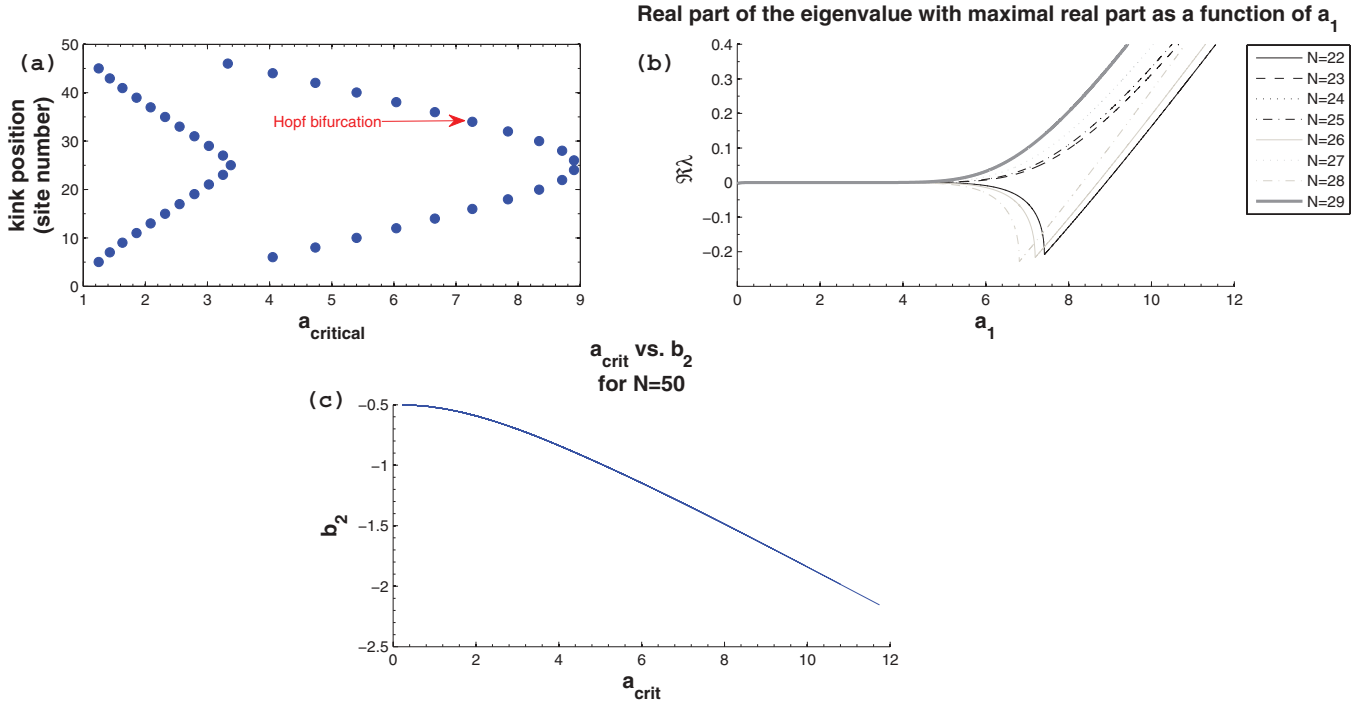 Real part of the eigenvalue with maximal real part as a function of a1
(a)
50
40
30
20
10
0
kink position
(site number)
Hopf bifurcation
1 2 3 4 5 6 7 8 9
acritical
(b)
0.4
0.3
0.2
0.1
0
−0.1
−0.2
ℜλ
0 2 4 6 8 10 12
a1
N=22
N=23
N=24
N=25
N=26
N=27
N=28
N=29
acrit vs. b2
for N=50
(c)
−0.5
−1
−1.5
−2
−2.5
b2
0 2 4 6 8 10 12
acrit